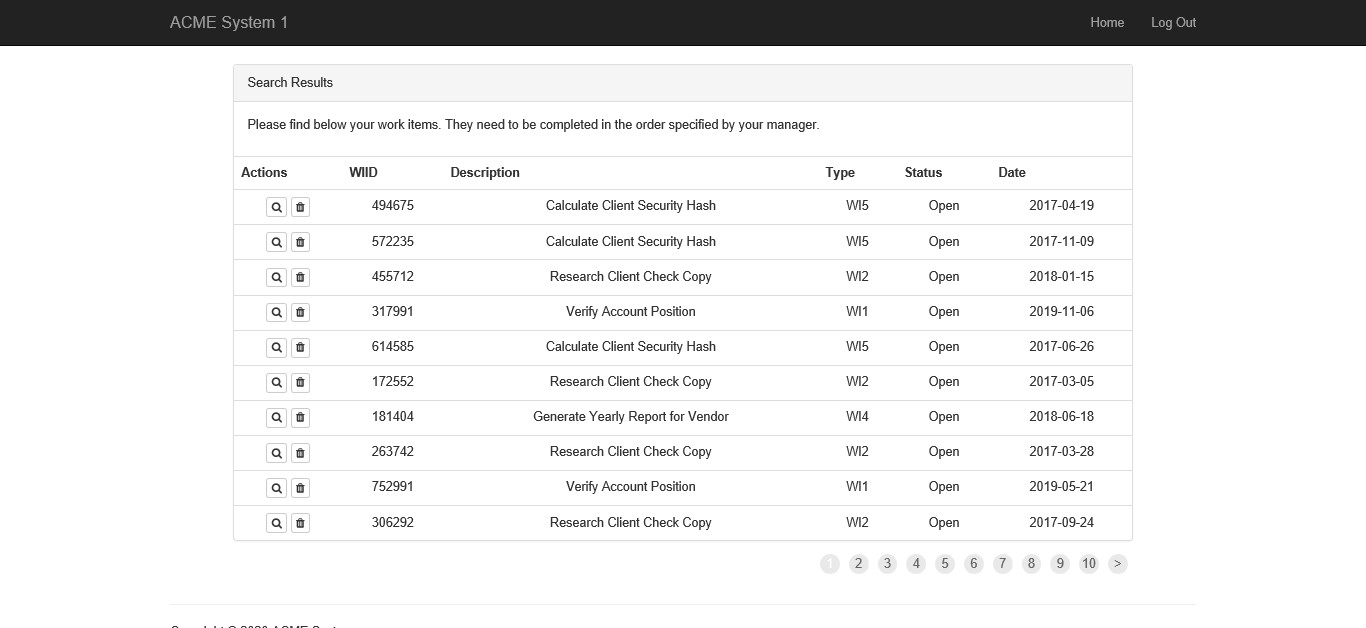 ACME System 1 Home Log Out
Search Results
Please find below your work items. They need to be completed in the order specified by your manager.
Actions WIID Description Type Status Date
494675 Calculate Client Security Hash WI5 Open 2017-04-19
572235 Calculate Client Security Hash WI5 Open 2017-11-09
455712 Research Client Check Copy WI2 Open 2018-01-15
317991 Verify Account Position WI1 Open 2019-11-06
614585 Calculate Client Security Hash WI5 Open 2017-06-26
172552 Research Client Check Copy WI2 Open 2017-03-05
181404 Generate Yearly Report for Vendor WI4 Open 2018-06-18
263742 Research Client Check Copy WI2 Open 2017-03-28
752991 Verify Account Position WI1 Open 2019-05-21
306292 Research Client Check Copy WI2 Open 2017-09-24
1 2 3 4 5 6 7 8 9 10 >